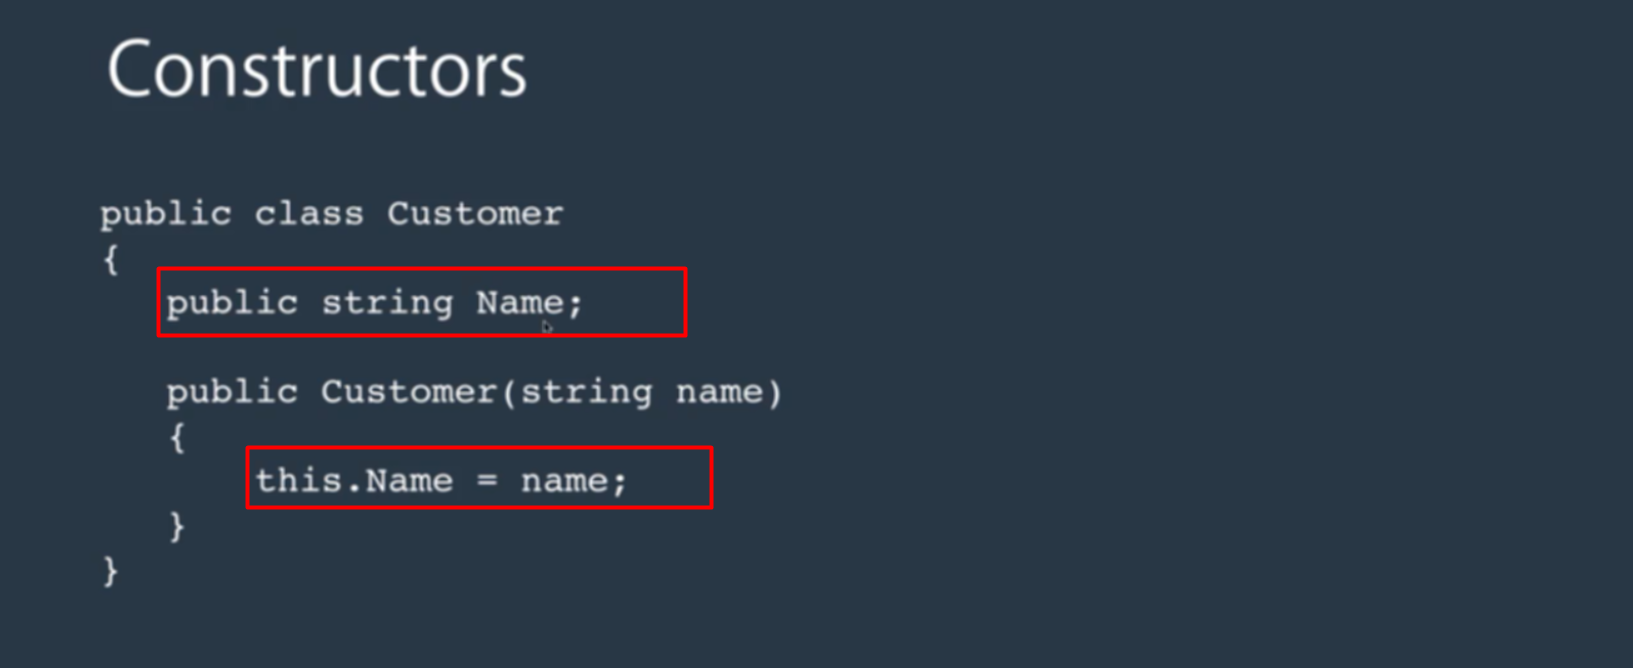 Constructors
public class Customer
{
public string Name;
public Customer(string name)
{
this.Name = name;
}
}